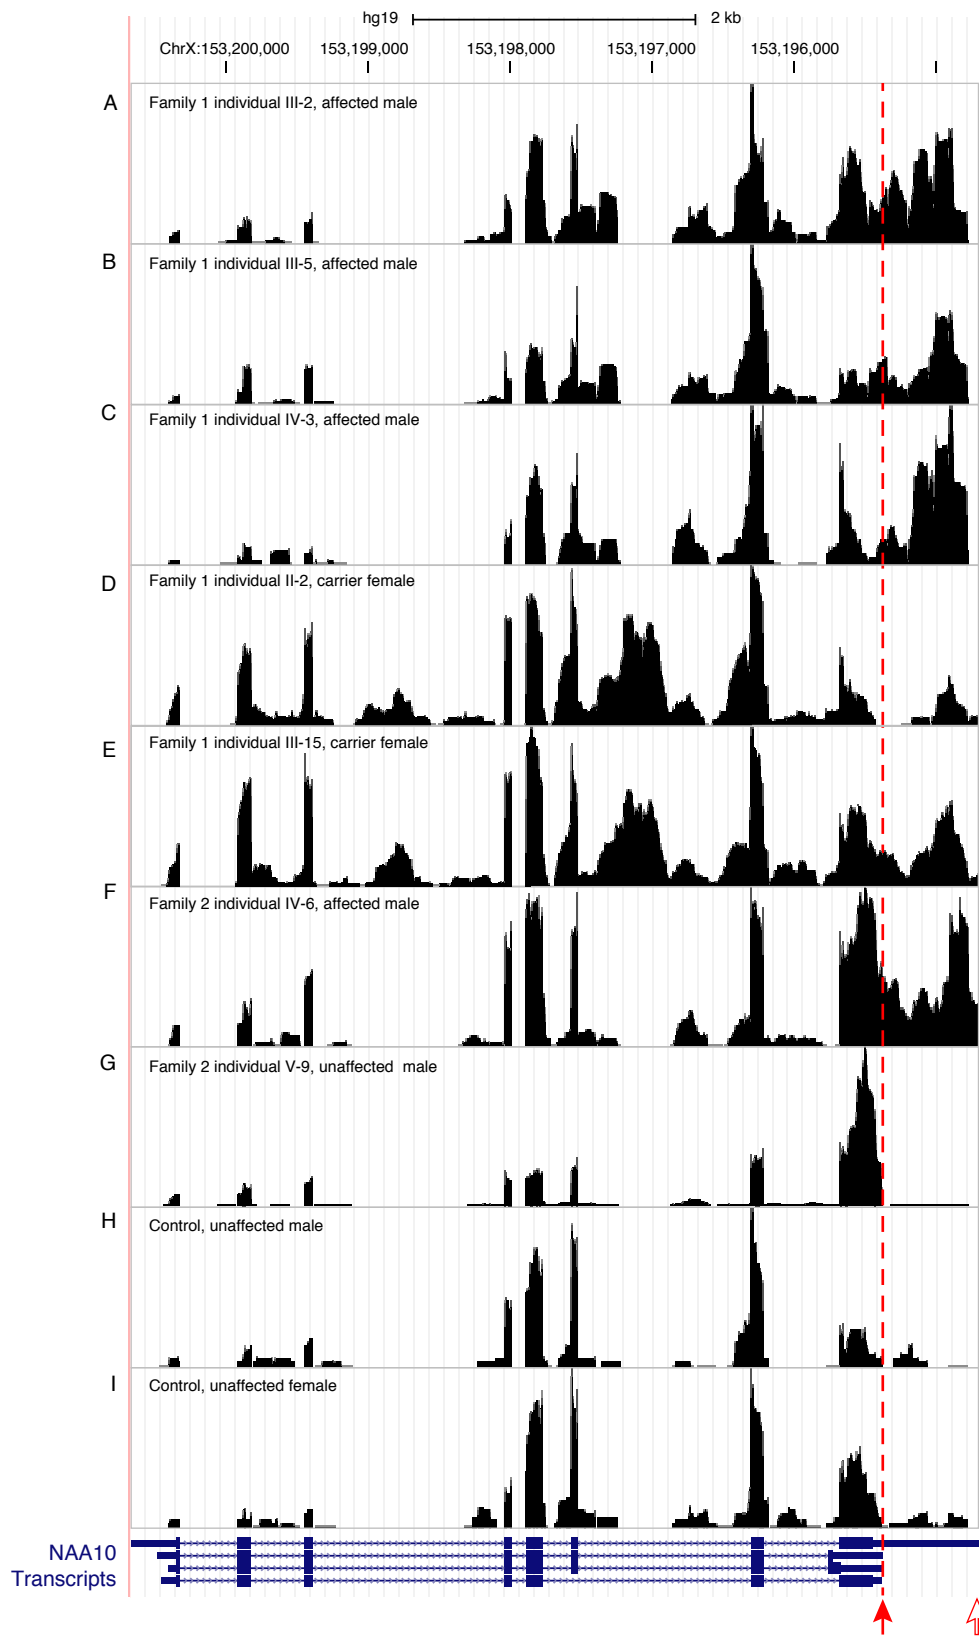 hg19 2 kb
ChrX:153,200,000 153,199,000 153,198,000 153,197,000 153,196,000
A Family 1 individual III-2, affected male
B Family 1 individual III-5, affected male
C Family 1 individual IV-3, affected male
D Family 1 individual II-2, carrier female
E Family 1 individual III-15, carrier female
F Family 2 individual IV-6, affected male
G Family 2 individual V-9, unaffected male
H Control, unaffected male
I Control, unaffected female
NAA10
Transcripts